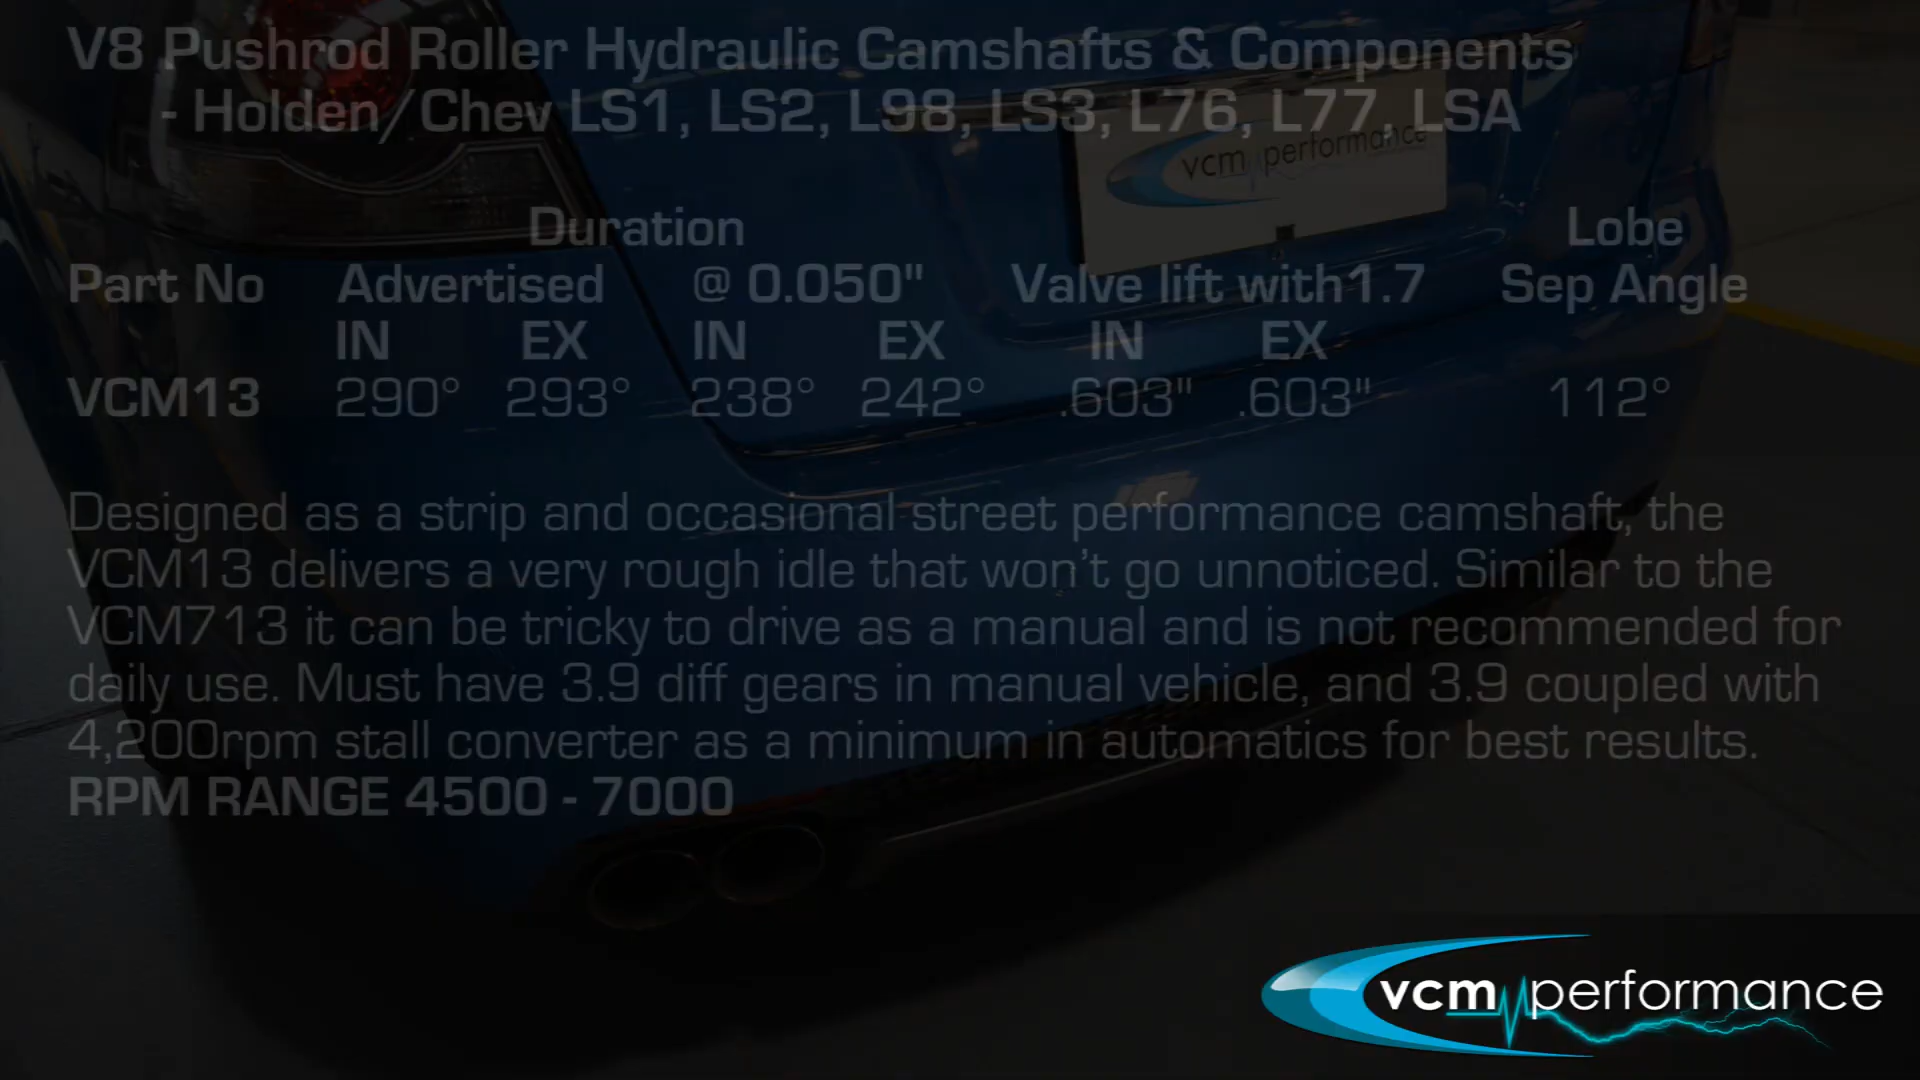 V8 Pushrod Roller Hydraulic Camshafts & Components
- Holden/Chev LS1, LS2, L98, LS3, L76, L77, LSA
vcm performance
Duration Lobe
Part No Advertised @ 0.050" Valve lift with1.7 Sep Angle
IN EX IN EX IN EX
VCM13 290° 293° 238° 242° .603" .603" 112°
Designed as a strip and occasional street performance camshaft, the
VCM13 delivers a very rough idle that won't go unnoticed. Similar to the
VCM713 it can be tricky to drive as a manual and is not recommended for
daily use. Must have 3.9 diff gears in manual vehicle, and 3.9 coupled with
4,200rpm stall converter as a minimum in automatics for best results.
RPM RANGE 4500 - 7000
vcm performance